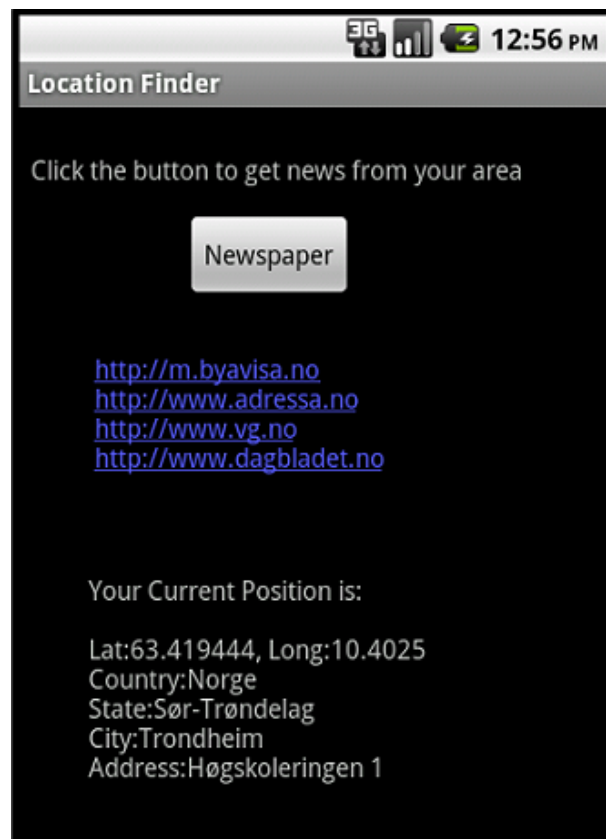 3G 12:56 PM
Location Finder
Click the button to get news from your area
Newspaper
http://m.byavisa.no
http://www.adressa.no
http://www.vg.no
http://www.dagbladet.no
Your Current Position is:
Lat:63.419444, Long:10.4025
Country:Norge
State:Sør-Trøndelag
City:Trondheim
Address:Høgskoleringen 1